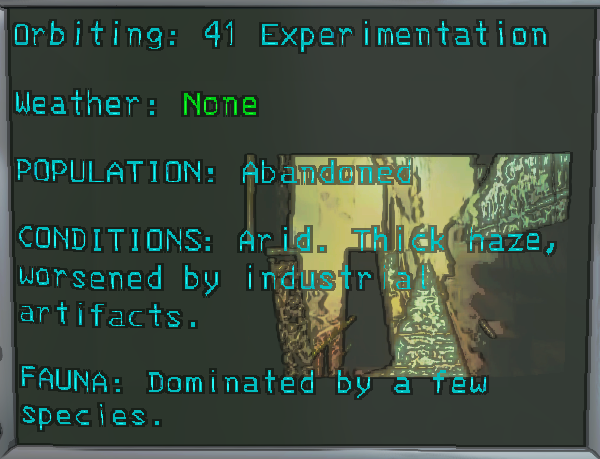 Orbiting: 41 Experimentation
Weather: None
POPULATION: Abandoned
CONDITIONS: Arid. Thick haze,
worsened by industrial
artifacts.
FAUNA: Dominated by a few
species.